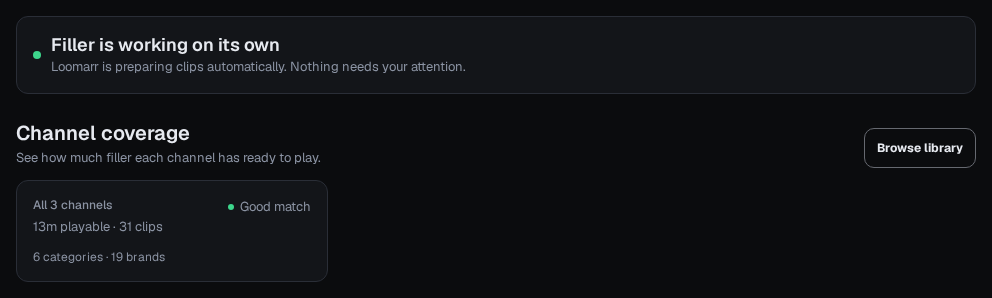 Filler is working on its own
Loomarr is preparing clips automatically. Nothing needs your attention.
Channel coverage
See how much filler each channel has ready to play.
Browse library
All 3 channels
Good match
13m playable · 31 clips
6 categories · 19 brands